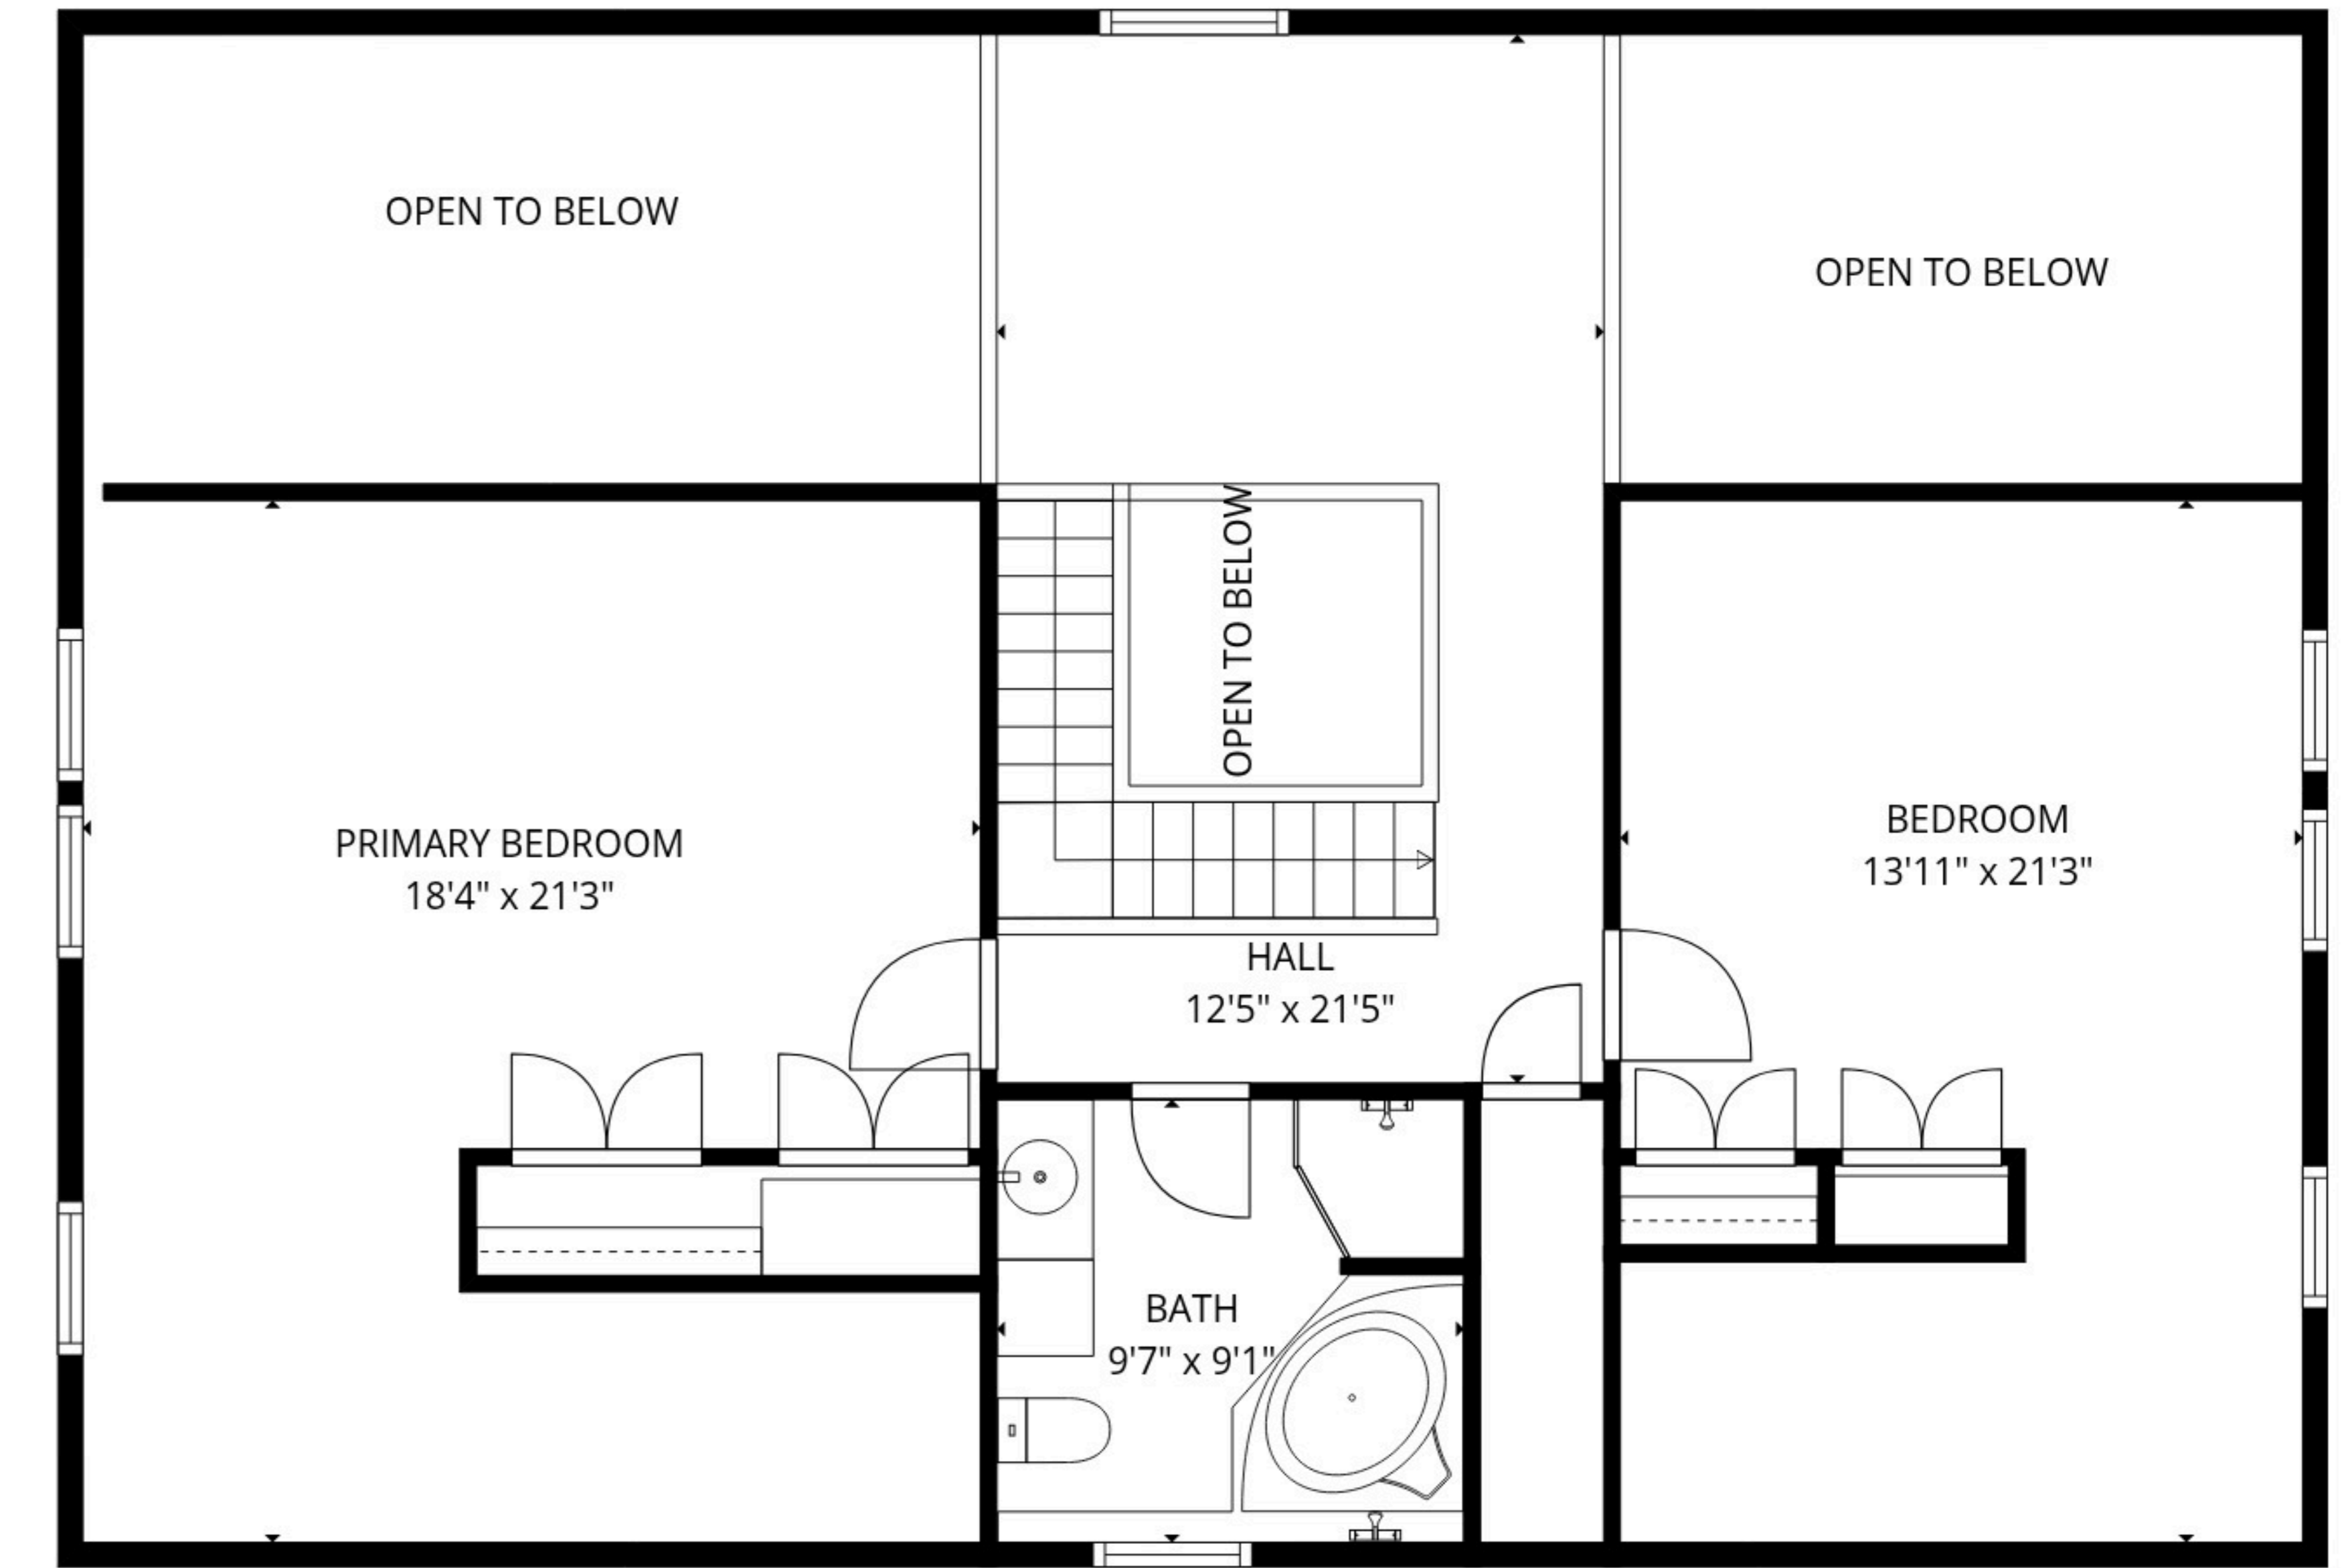 OPEN TO BELOW
OPEN TO BELOW
OPEN TO BELOW
PRIMARY BEDROOM
18'4" x 21'3"
BEDROOM
13'11" x 21'3"
HALL
12'5" x 21'5"
BATH
9'7" x 9'1"